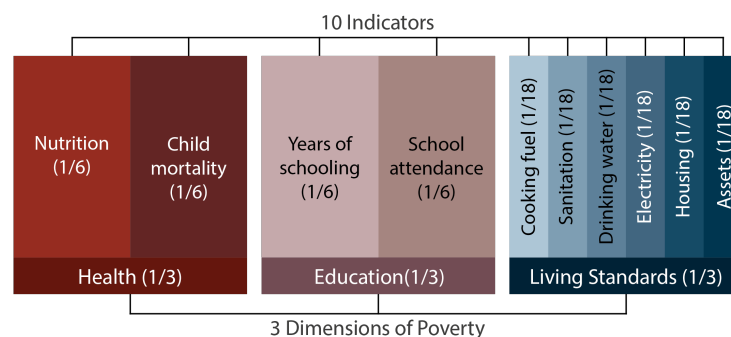 10 Indicators
Nutrition
(1/6)
Child
mortality
(1/6)
Years of
schooling
(1/6)
School
attendance
(1/6)
Cooking fuel (1/18)
Sanitation (1/18)
Drinking water (1/18)
Electricity (1/18)
Housing (1/18)
Assets (1/18)
Health (1/3)
Education(1/3)
Living Standards (1/3)
3 Dimensions of Poverty